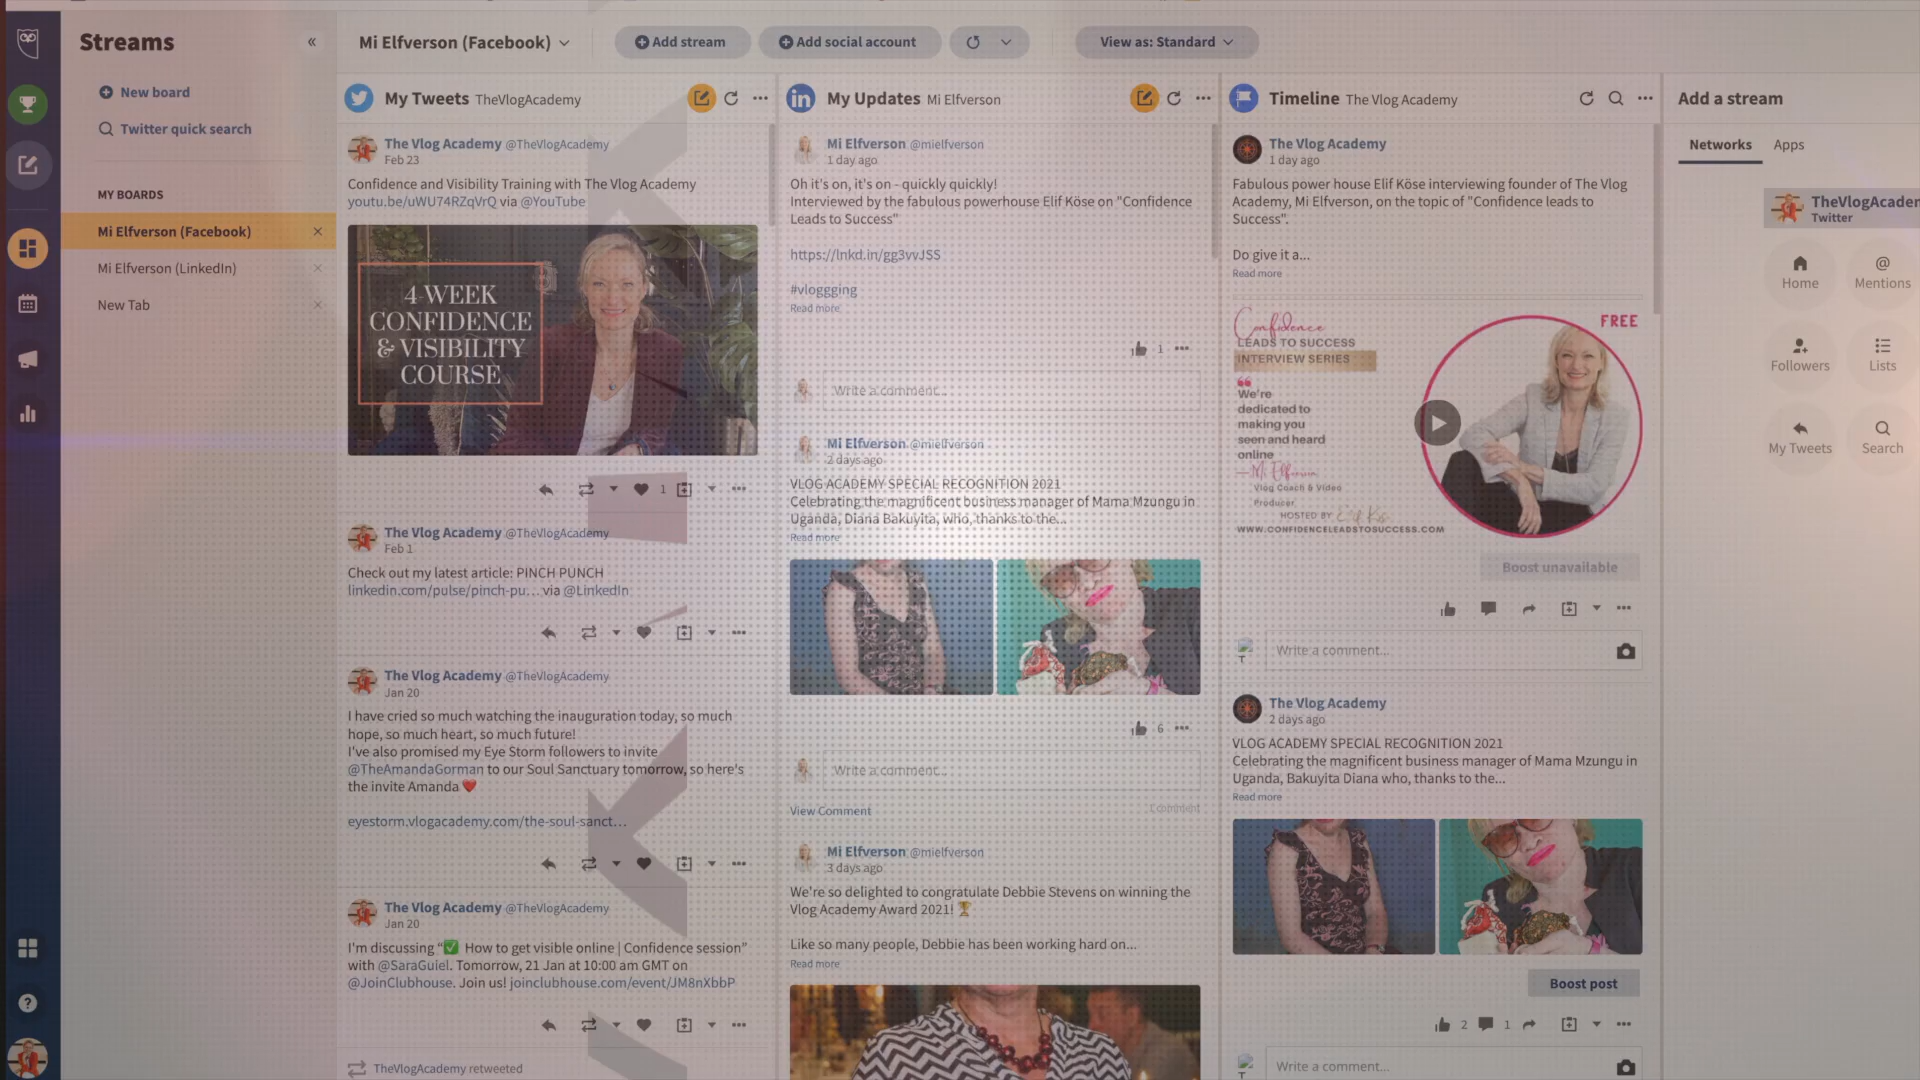 Streams
«
New board
Twitter quick search
MY BOARDS
Mi Elfverson (Facebook)
Mi Elfverson (LinkedIn)
New Tab
Mi Elfverson (Facebook)
Add stream
Add social account
View as: Standard
My Tweets TheVlogAcademy
The Vlog Academy @TheVlogAcademy
Feb 23
Confidence and Visibility Training with The Vlog Academy
youtu.be/uWU74RZqVrQ via @YouTube
4-WEEK
CONFIDENCE
& VISIBILITY
COURSE
1
The Vlog Academy @TheVlogAcademy
Feb 1
Check out my latest article: PINCH PUNCH
linkedin.com/pulse/pinch-pu... via @LinkedIn
The Vlog Academy @TheVlogAcademy
Jan 20
I have cried so much watching the inauguration today, so much
hope, so much heart, so much future!
I've also promised my Eye Storm followers to invite
@TheAmandaGorman to our Soul Sanctuary tomorrow, so here's
the invite Amanda ❤️
eyestorm.vlogacademy.com/the-soul-sanct...
The Vlog Academy @TheVlogAcademy
Jan 20
I'm discussing “✅ How to get visible online | Confidence session”
with @SaraGuiel. Tomorrow, 21 Jan at 10:00 am GMT on
@JoinClubhouse. Join us! joinclubhouse.com/event/JM8nXbbP
TheVlogAcademy retweeted
in My Updates Mi Elfverson
Mi Elfverson @mielfverson
1 day ago
Oh it's on, it's on - quickly quickly!
Interviewed by the fabulous powerhouse Elif Köse on "Confidence
Leads to Success"
https://lnkd.in/gg3vvJSS
#vloggging
Read more
1
Write a comment...
Mi Elfverson @mielfverson
2 days ago
VLOG ACADEMY SPECIAL RECOGNITION 2021
Celebrating the magnificent business manager of Mama Mzungu in
Uganda, Diana Bakuyita, who, thanks to the...
Read more
6
Write a comment...
View Comment
1 comment
Mi Elfverson @mielfverson
3 days ago
We're so delighted to congratulate Debbie Stevens on winning the
Vlog Academy Award 2021! 🏆
Like so many people, Debbie has been working hard on...
Read more
Timeline The Vlog Academy
The Vlog Academy
1 day ago
Fabulous power house Elif Köse interviewing founder of The Vlog
Academy, Mi Elfverson, on the topic of "Confidence leads to
Success".
Do give it a...
Read more
Confidence
LEADS TO SUCCESS
INTERVIEW SERIES
FREE
We're
dedicated to
making you
seen and heard
online
—Mi Elfverson
Vlog Coach & Video
Producer
HOSTED BY Elif Köse
WWW.CONFIDENCELEADSTOSUCCESS.COM
Boost unavailable
T
Write a comment...
The Vlog Academy
2 days ago
VLOG ACADEMY SPECIAL RECOGNITION 2021
Celebrating the magnificent business manager of Mama Mzungu in
Uganda, Bakuyita Diana who, thanks to the...
Read more
Boost post
2
1
T
Write a comment...
Add a stream
Networks
Apps
TheVlogAcadem
Twitter
Home
@
Mentions
Followers
Lists
My Tweets
Search